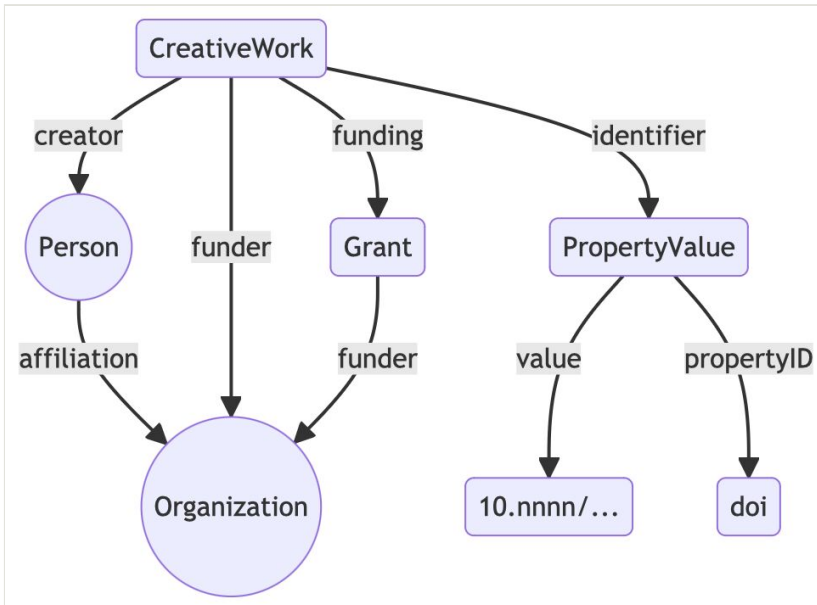 CreativeWork
creator
funding
identifier
Person
funder
Grant
PropertyValue
affiliation
funder
value
propertyID
Organization
10.nnnn/...
doi